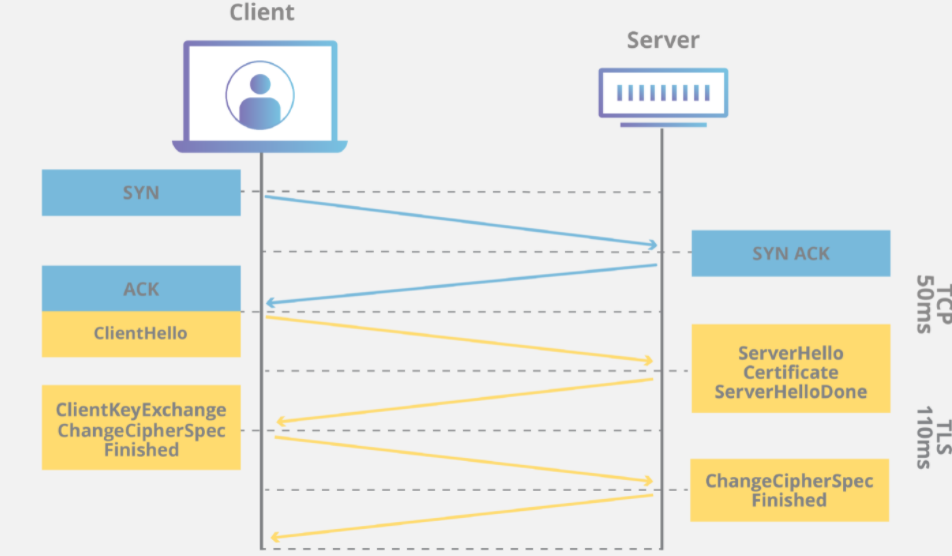 Client
Server
SYN
SYN ACK
ACK
ClientHello
ServerHello
Certificate
ServerHelloDone
ClientKeyExchange
ChangeCipherSpec
Finished
ChangeCipherSpec
Finished
TCP
50ms
TLS
110ms